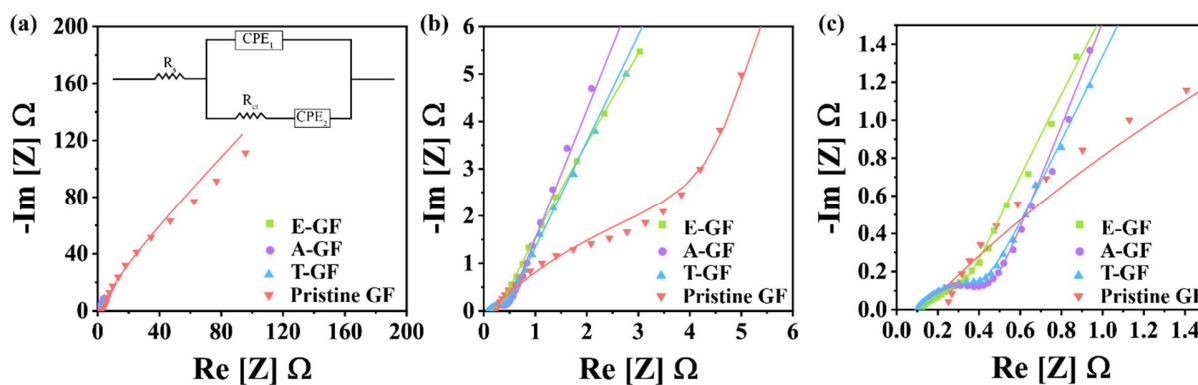 (a)
-Im [Z] Ω
200
160
120
80
40
0
CPE1
Rs
Rct
CPE2
E-GF
A-GF
T-GF
Pristine GF
0 40 80 120 160 200
Re [Z] Ω
(b)
-Im [Z] Ω
6
5
4
3
2
1
0
E-GF
A-GF
T-GF
Pristine GF
0 1 2 3 4 5 6
Re [Z] Ω
(c)
-Im [Z] Ω
1.4
1.2
1.0
0.8
0.6
0.4
0.2
0.0
E-GF
A-GF
T-GF
Pristine GF
0.0 0.2 0.4 0.6 0.8 1.0 1.2 1.4
Re [Z] Ω